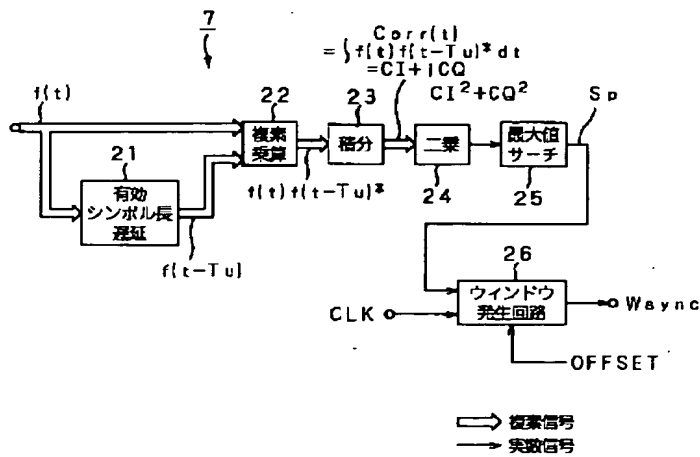 7
Corr(t)
=∫f(t)f(t-Tu)*dt
=CI+jCQ
CI²+CQ²
Sp
f(t)
22
複素
乗算
23
積分
二乗
24
最大値
サーチ
25
f(t)f(t-Tu)*
21
有効
シンボル長
遅延
f(t-Tu)
26
ウィンドウ
発生回路
Wsync
CLK
OFFSET
複素信号
実数信号